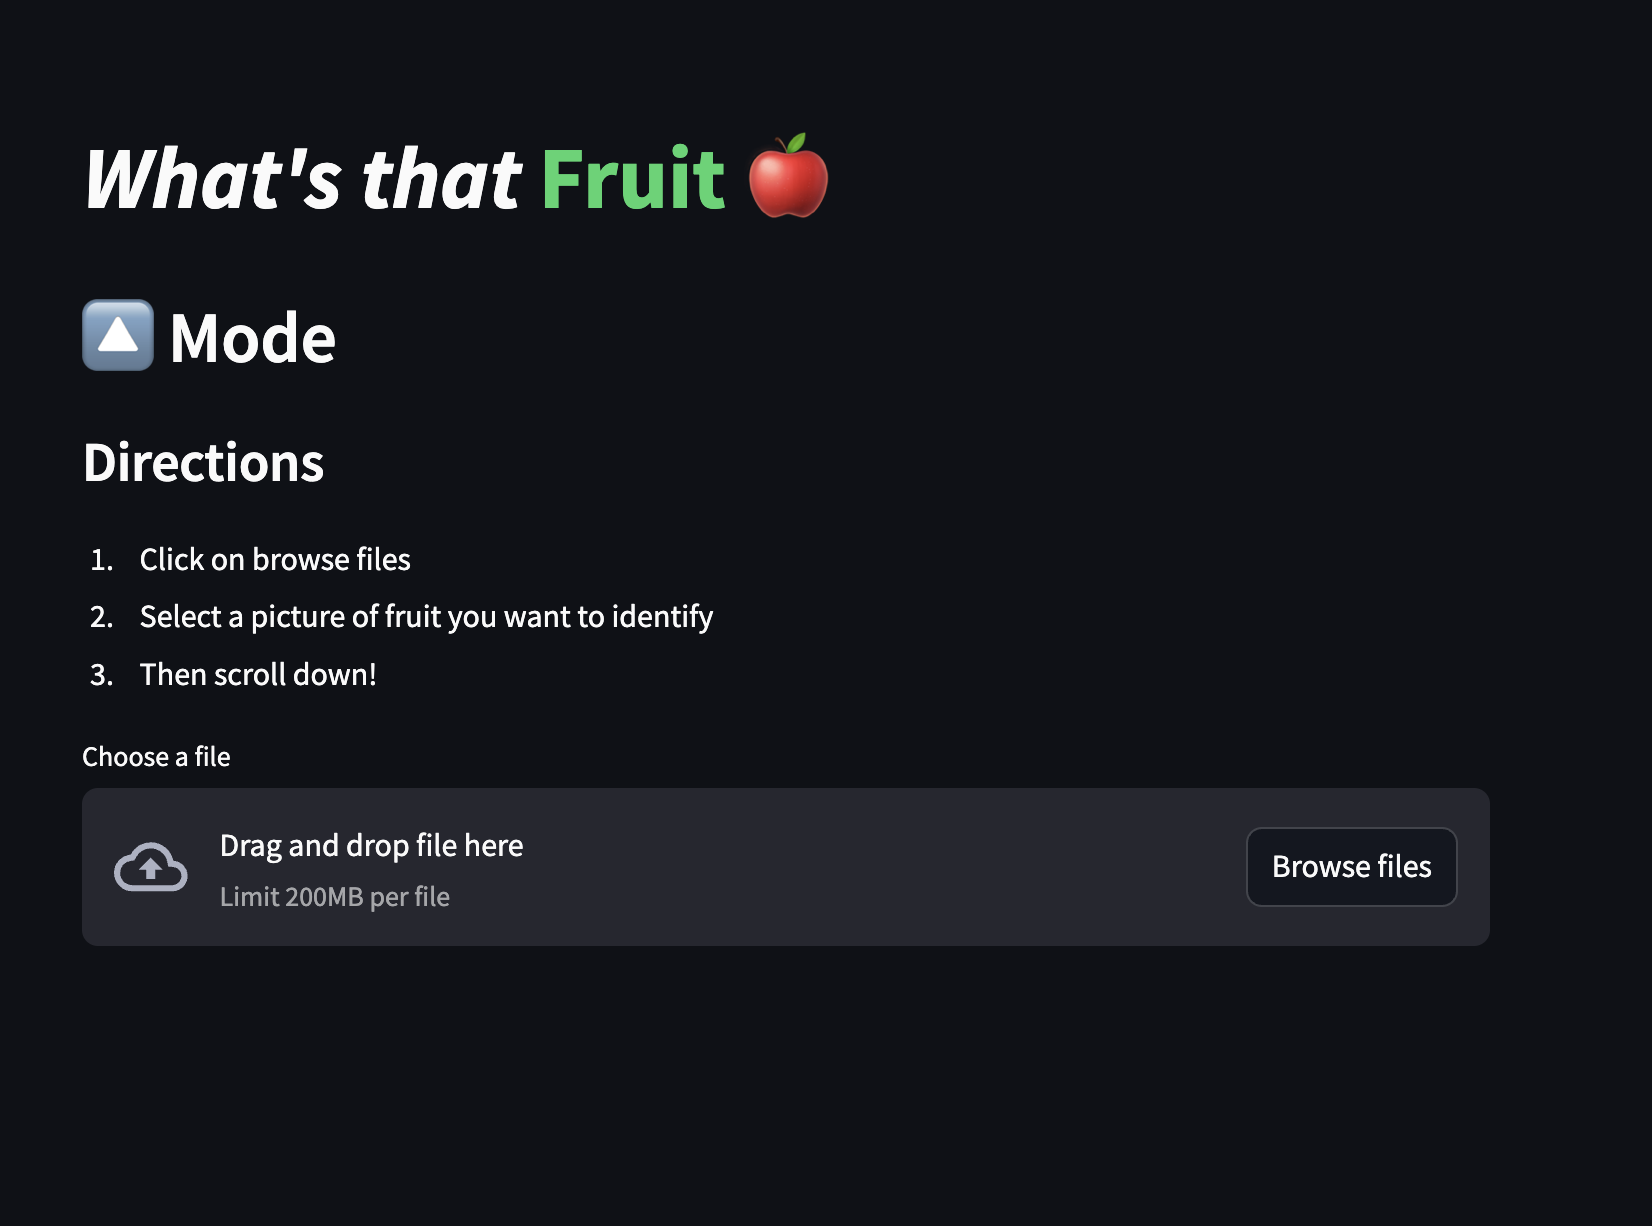 What's that Fruit 🍎
🔼 Mode
Directions
1. Click on browse files
2. Select a picture of fruit you want to identify
3. Then scroll down!
Choose a file
Drag and drop file here
Limit 200MB per file
Browse files